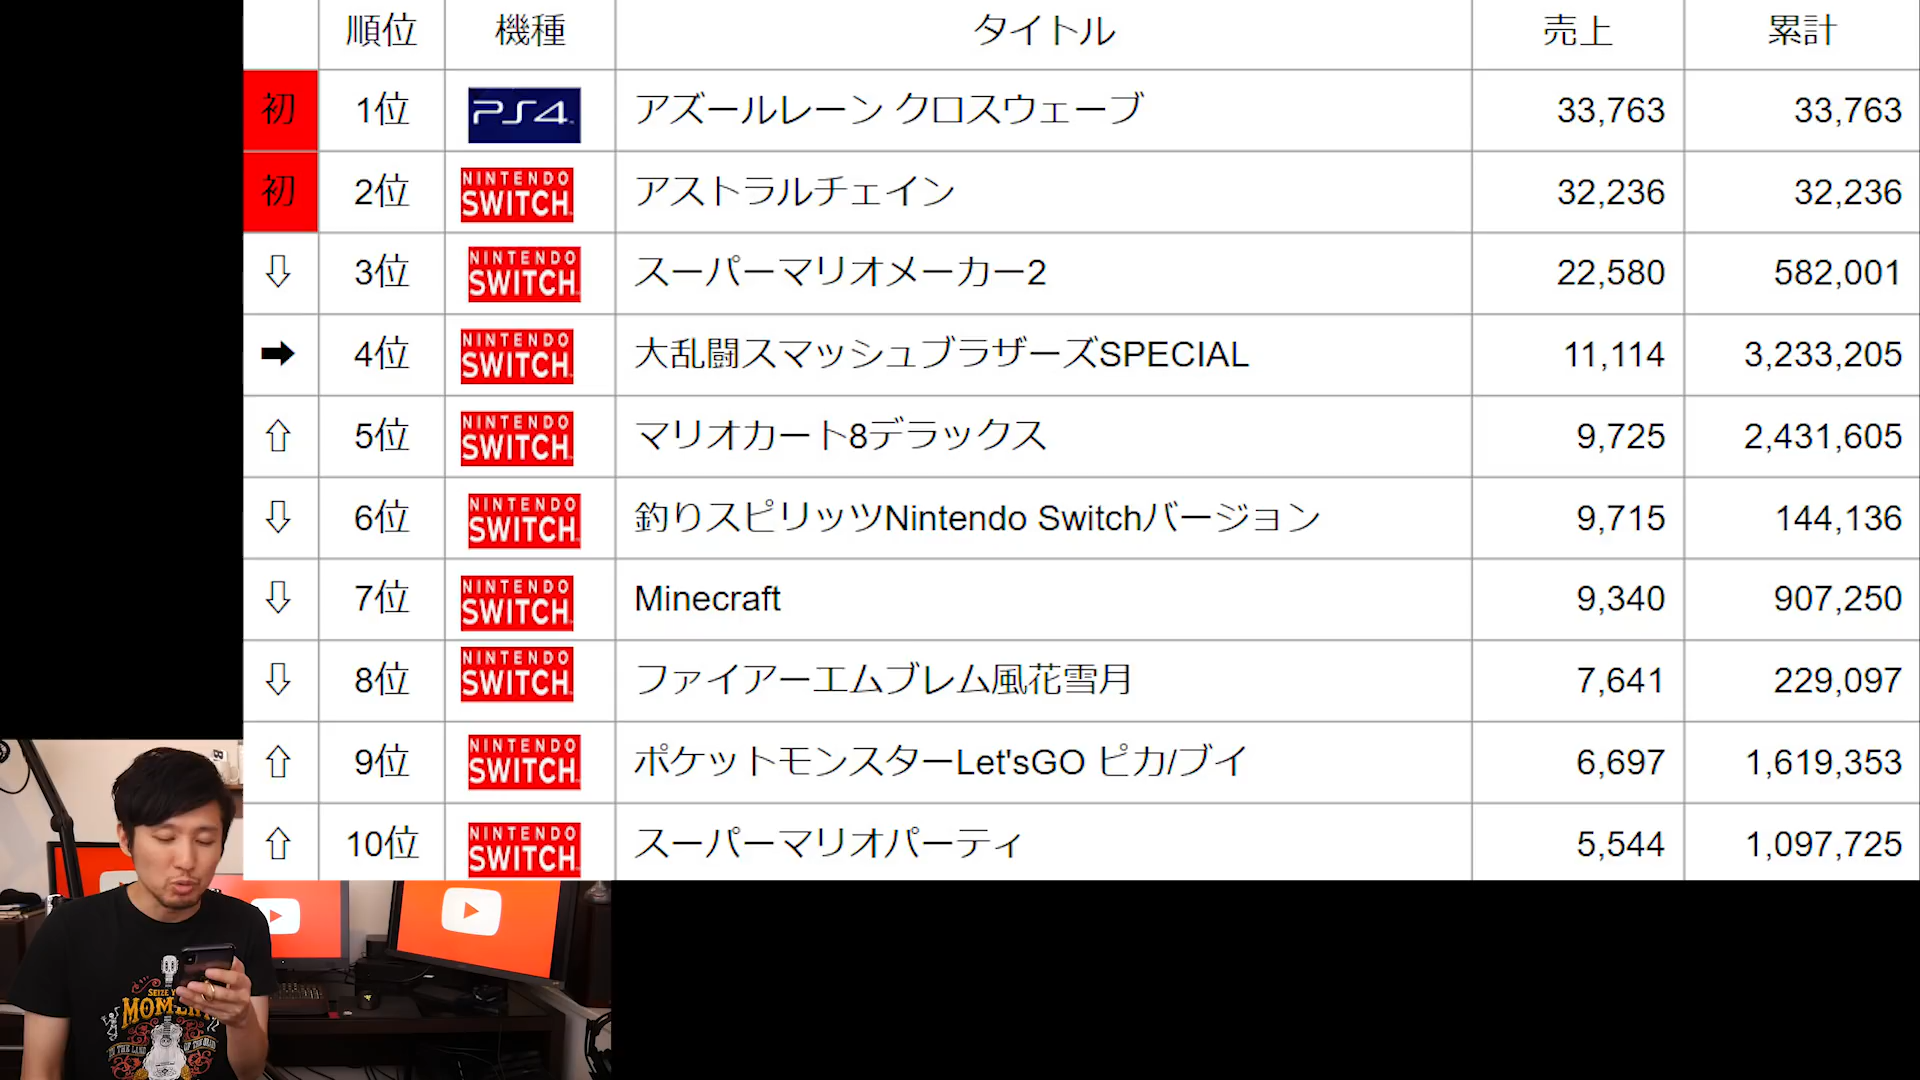 順位 機種 タイトル 売上 累計
初 1位 PS4 アズールレーン クロスウェーブ 33,763 33,763
初 2位 NINTENDO SWITCH アストラルチェイン 32,236 32,236
⇩ 3位 NINTENDO SWITCH スーパーマリオメーカー2 22,580 582,001
➡ 4位 NINTENDO SWITCH 大乱闘スマッシュブラザーズSPECIAL 11,114 3,233,205
⇧ 5位 NINTENDO SWITCH マリオカート8デラックス 9,725 2,431,605
⇩ 6位 NINTENDO SWITCH 釣りスピリッツNintendo Switchバージョン 9,715 144,136
⇩ 7位 NINTENDO SWITCH Minecraft 9,340 907,250
⇩ 8位 NINTENDO SWITCH ファイアーエムブレム風花雪月 7,641 229,097
⇧ 9位 NINTENDO SWITCH ポケットモンスターLet'sGO ピカ/ブイ 6,697 1,619,353
⇧ 10位 NINTENDO SWITCH スーパーマリオパーティ 5,544 1,097,725
SEIZE
IN THE LAND OF THE